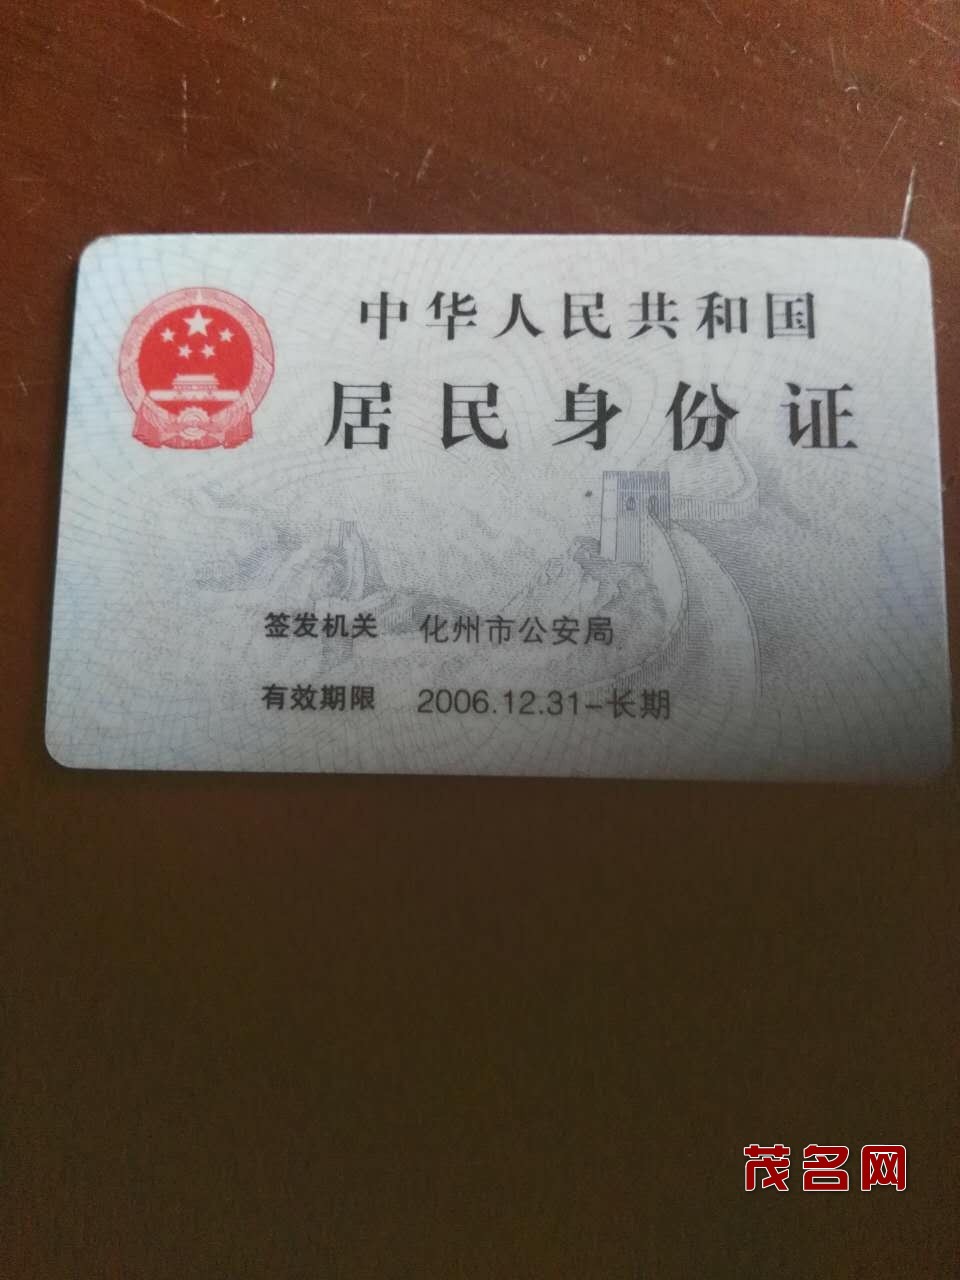 中华人民共和国
居民身份证
签发机关 化州市公安局
有效期限 2006.12.31-长期
茂名网